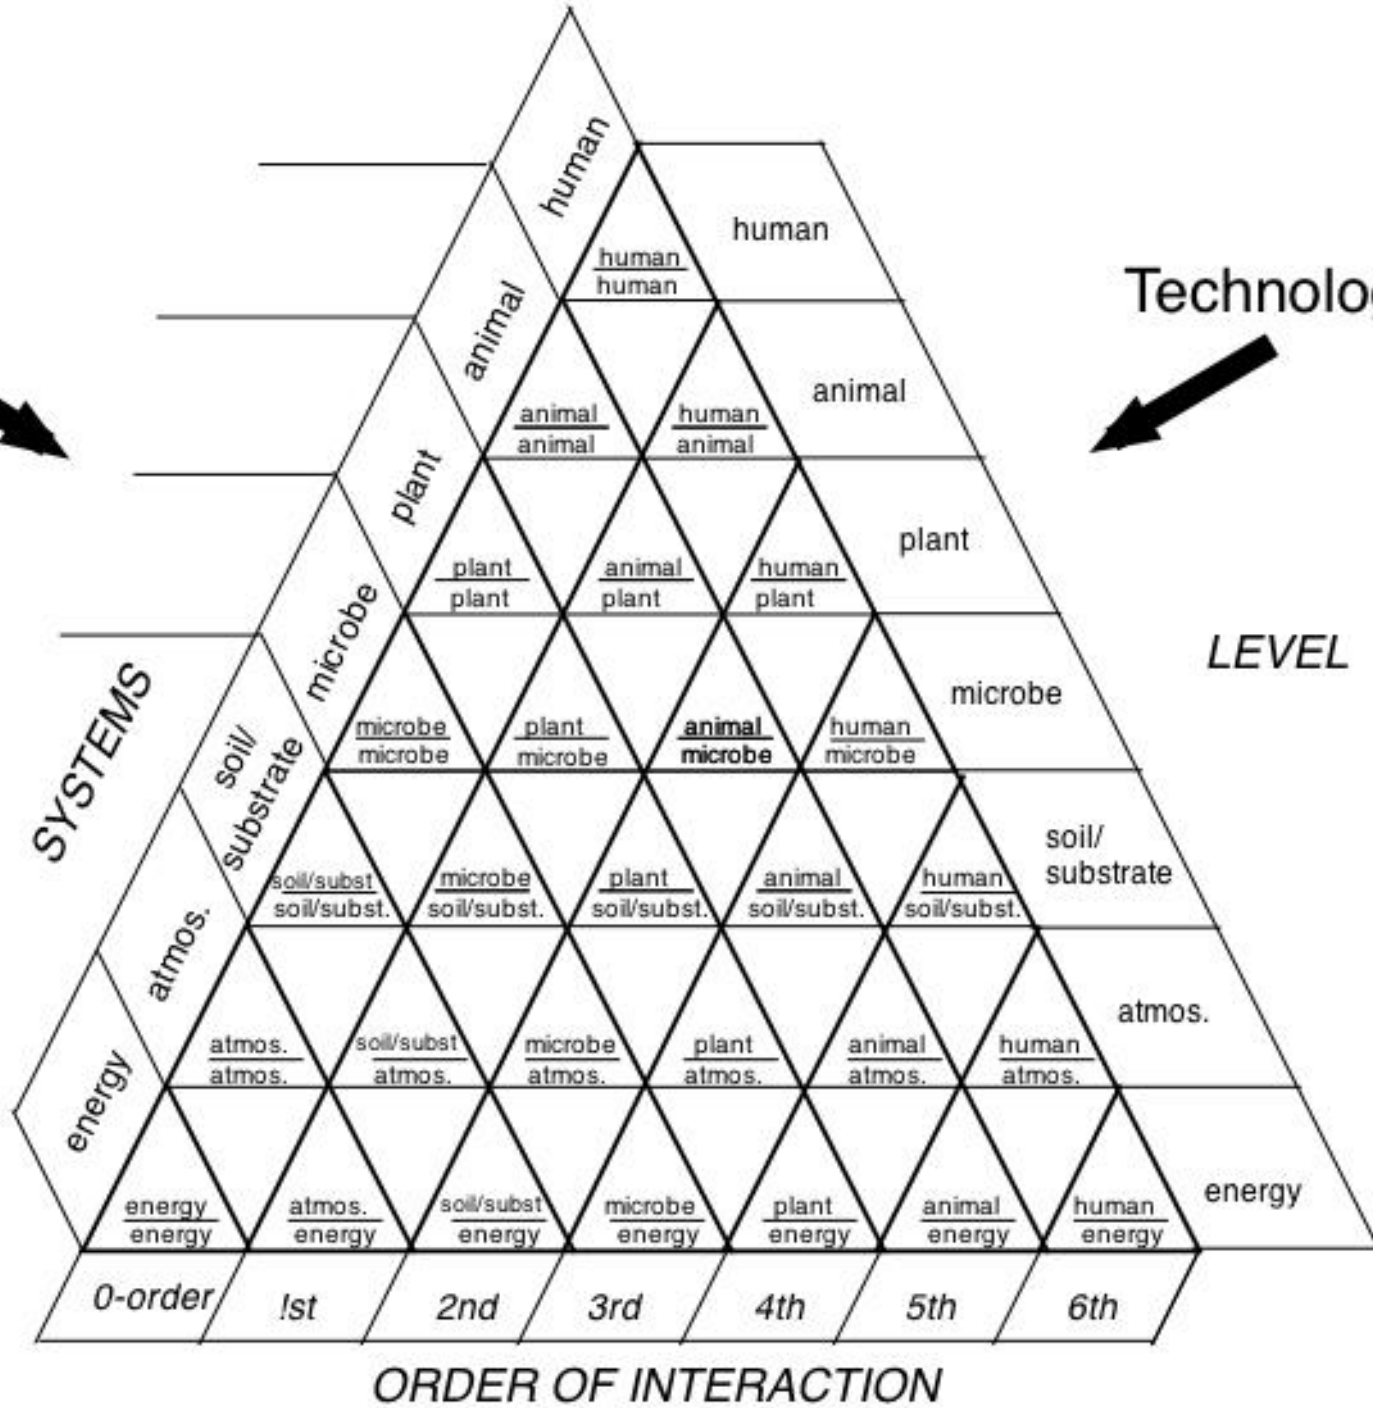 human
human
human
human
Technolo
animal
animal
animal
animal
human
animal
plant
plant
plant
animal
plant
human
plant
plant
LEVEL
microbe
microbe
microbe
plant
microbe
animal
microbe
human
microbe
microbe
SYSTEMS
soil/
substrate
soil/subst
soil/subst.
microbe
soil/subst.
plant
soil/subst.
animal
soil/subst.
human
soil/subst.
soil/
substrate
atmos.
atmos.
atmos.
soil/subst
atmos.
microbe
atmos.
plant
atmos.
animal
atmos.
human
atmos.
atmos.
energy
energy
energy
atmos.
energy
soil/subst
energy
microbe
energy
plant
energy
animal
energy
human
energy
energy
0-order
!st
2nd
3rd
4th
5th
6th
ORDER OF INTERACTION